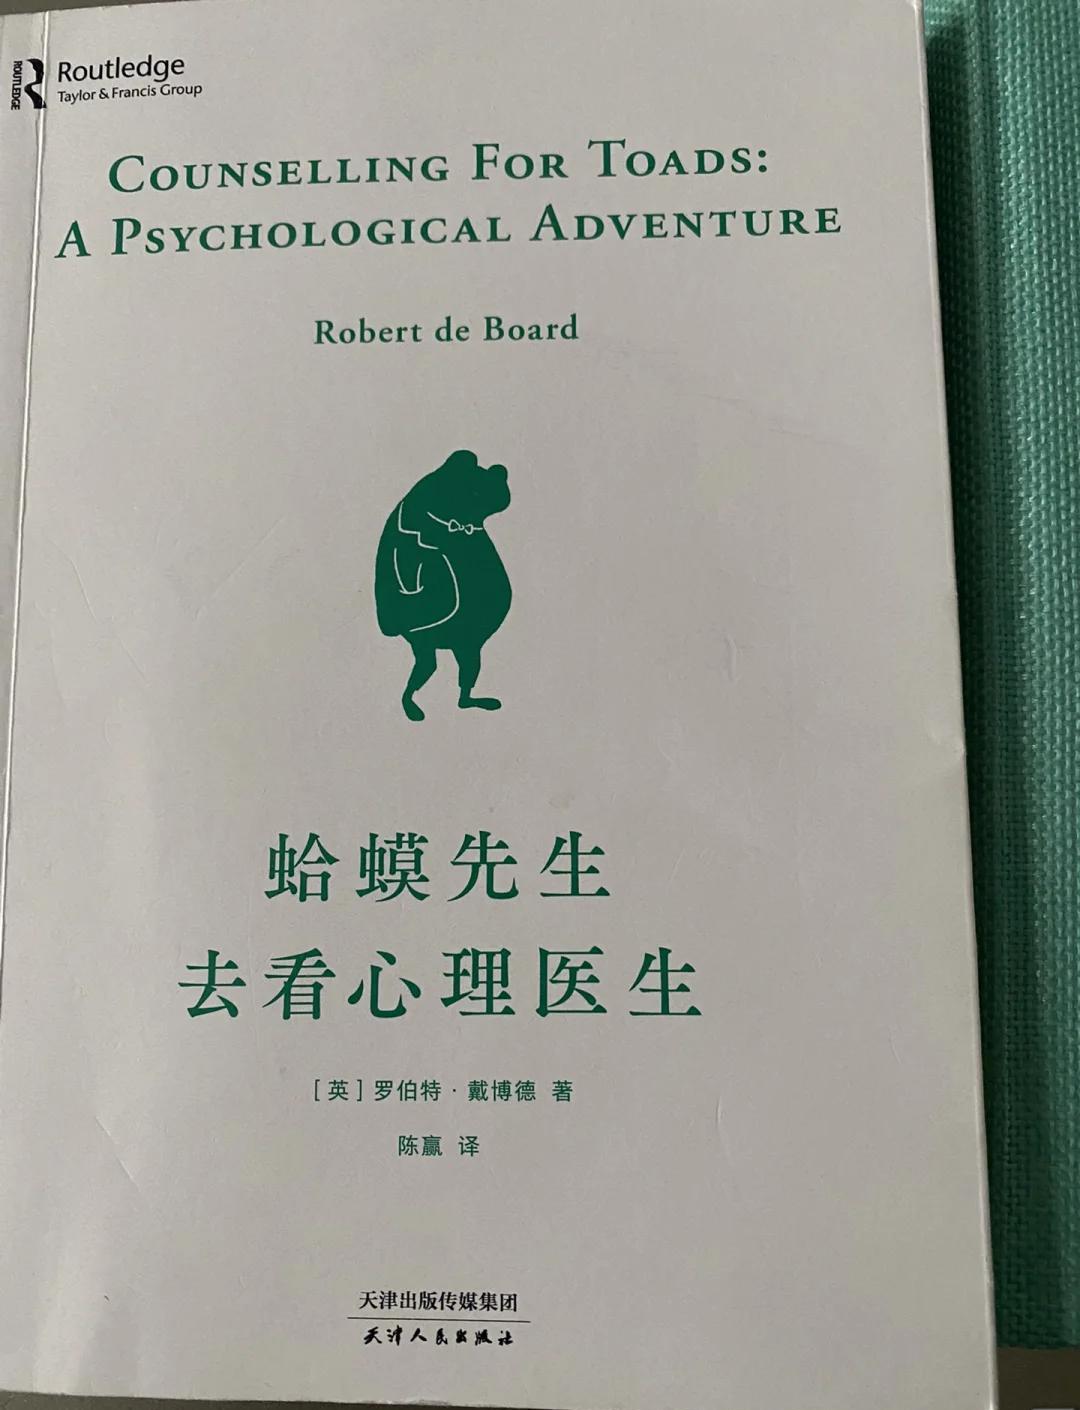 ROUTLEDGE
Routledge
Taylor & Francis Group
COUNSELLING FOR TOADS:
A PSYCHOLOGICAL ADVENTURE
Robert de Board
蛤蟆先生
去看心理医生
[英]罗伯特·戴博德 著
陈赢 译
天津出版传媒集团
天津人民出版社